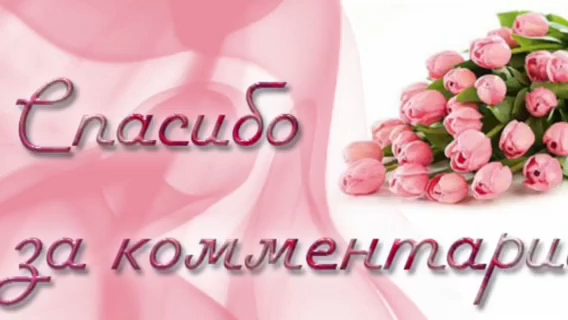 Спасибо
за комментари